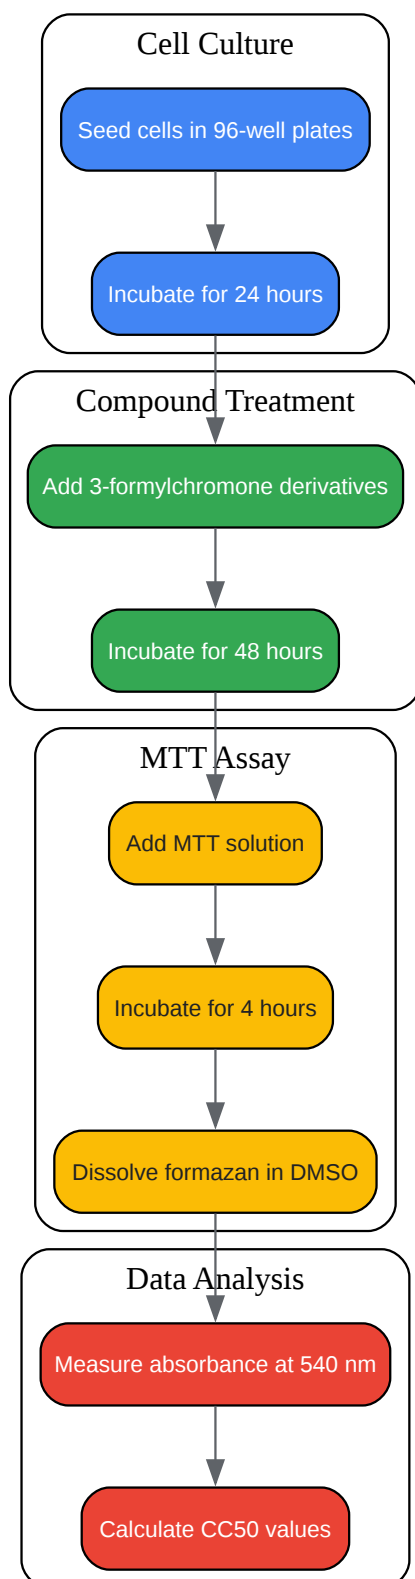 Cell Culture
Seed cells in 96-well plates
Incubate for 24 hours
Compound Treatment
Add 3-formylchromone derivatives
Incubate for 48 hours
MTT Assay
Add MTT solution
Incubate for 4 hours
Dissolve formazan in DMSO
Data Analysis
Measure absorbance at 540 nm
Calculate CC50 values